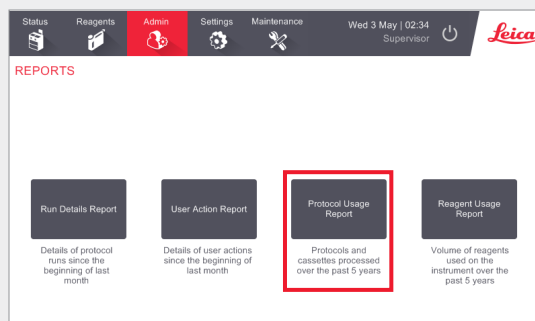 Status Reagents Admin Settings Maintenance
Wed 3 May | 02:34
Supervisor
Leica
REPORTS
Run Details Report
User Action Report
Protocol Usage
Report
Reagent Usage
Report
Details of protocol
runs since the
beginning of last
month
Details of user actions
since the beginning of
last month
Protocols and
cassettes processed
over the past 5 years
Volume of reagents
used on the
instrument over the
past 5 years